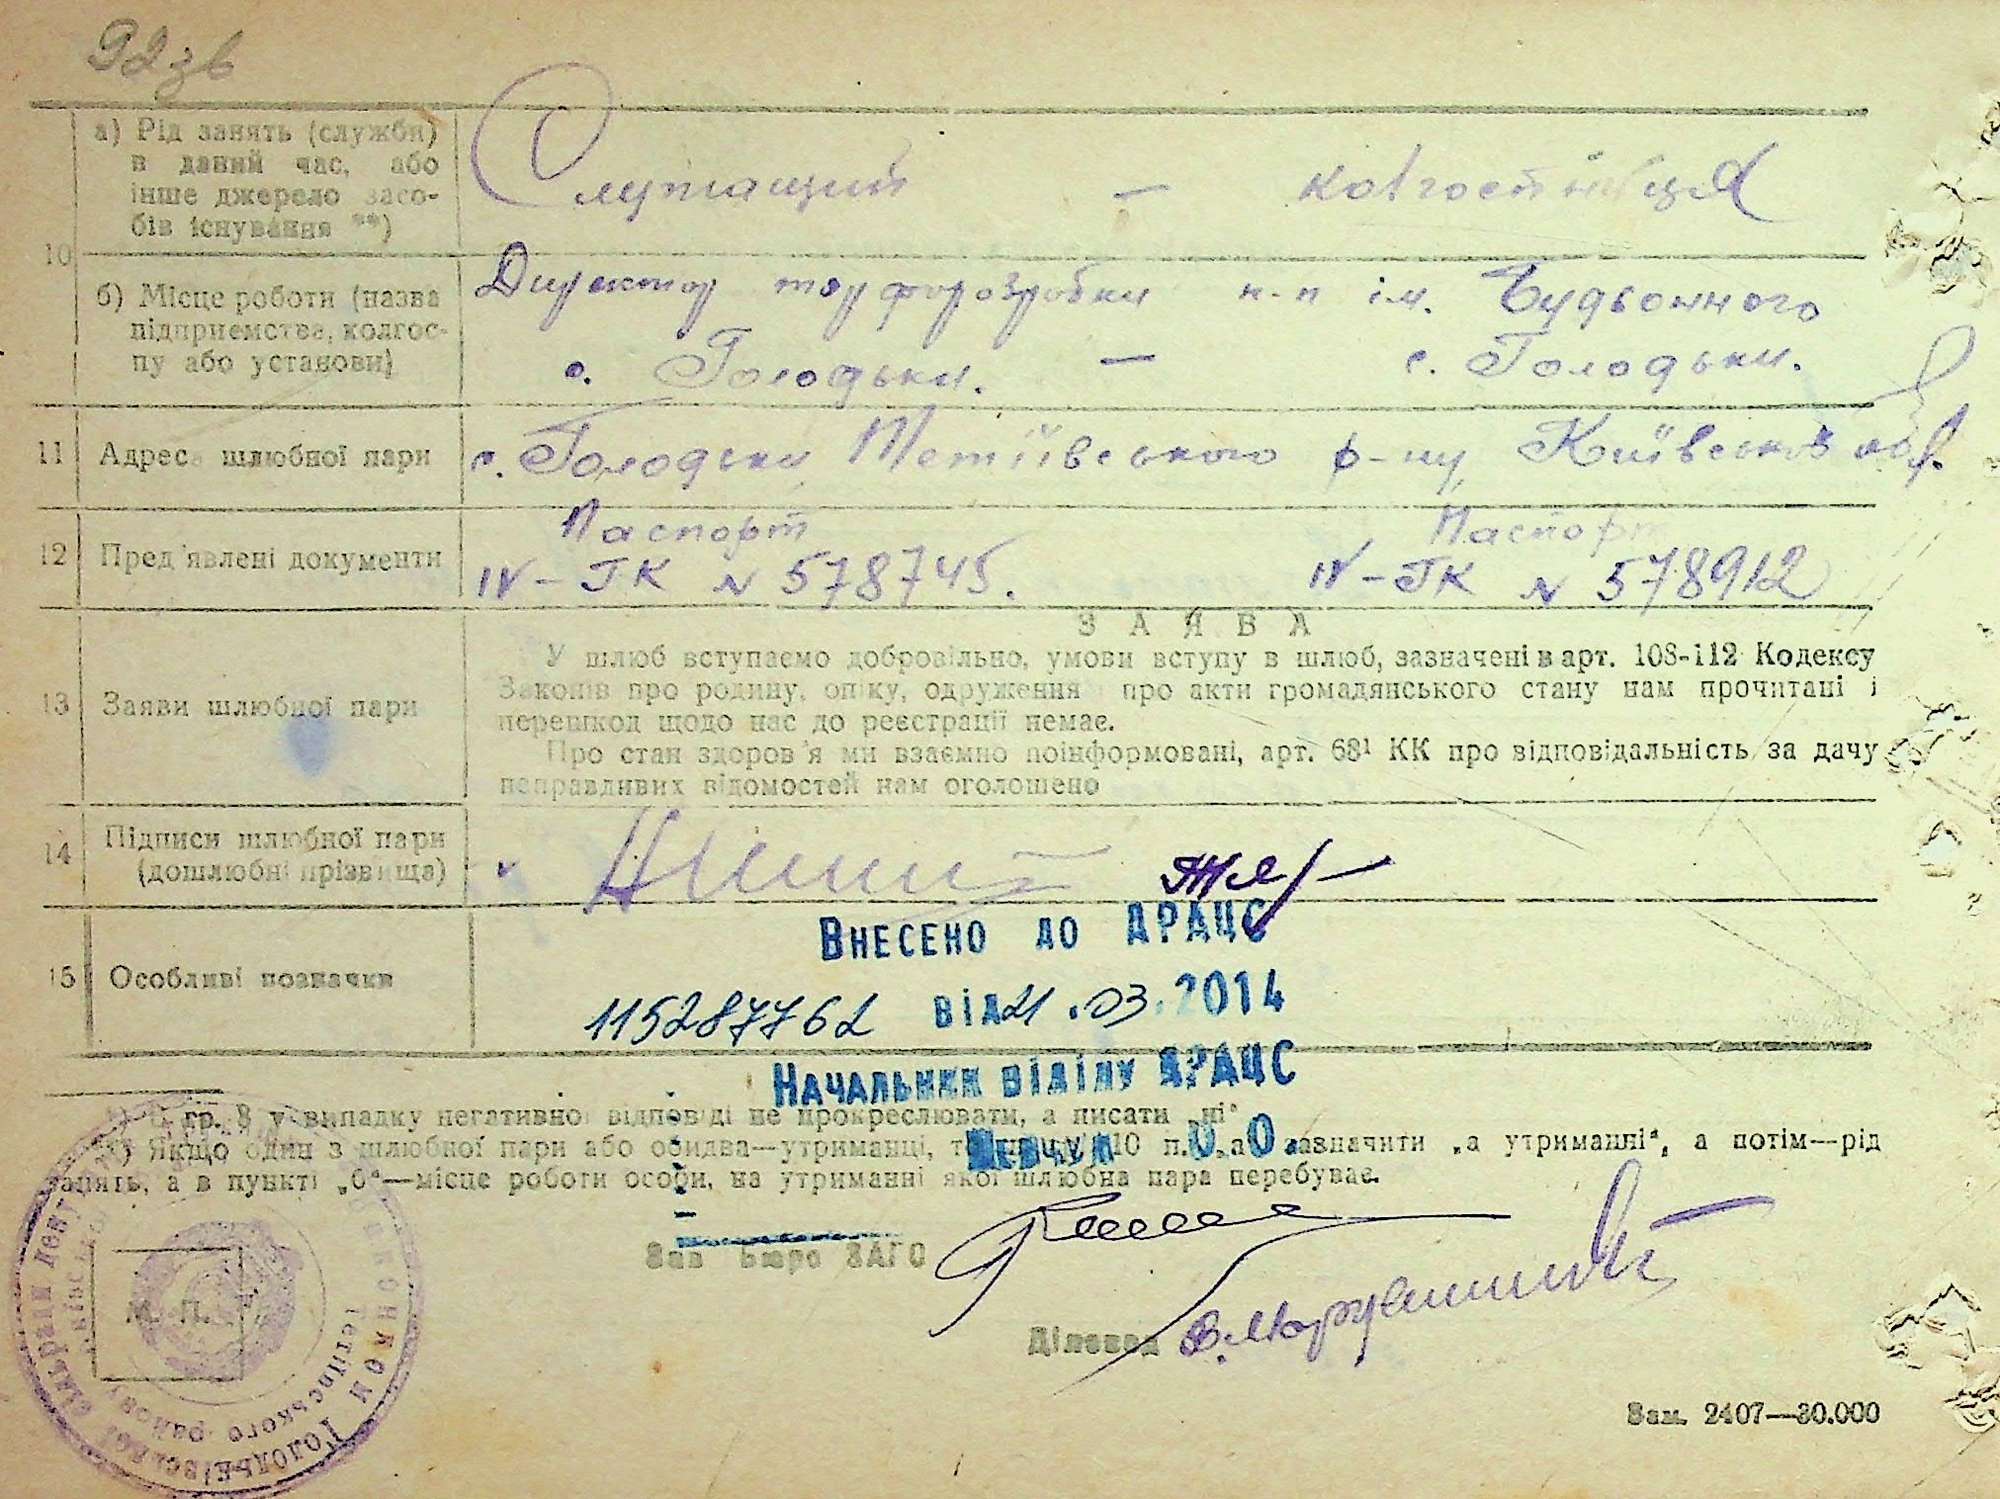 92 зв
10 а) Рід занять (служби) в даний час, або інше джерело засобів існування **)
Служащий — колгоспниця
б) Місце роботи (назва підприємства, колгоспу або установи)
Директор торфорозробки к-п ім. Будьонного
с. Голодьки. — с. Голодьки.
11 Адреса шлюбної пари
с. Голодьки, Тетіївського р-ну, Київської обл.
12 Пред'явлені документи
Паспорт Паспорт
IV-ГК N 578745. IV-ГК N 578912
13 Заяви шлюбної пари
ЗАЯВА
У шлюб вступаємо добровільно, умови вступу в шлюб, зазначені в арт. 108-112 Кодексу
Законів про родину, опіку, одруження і про акти громадянського стану нам прочитані і
перешкод щодо нас до реєстрації немає.
Про стан здоров'я ми взаємно поінформовані, арт. 68¹ КК про відповідальність за дачу
неправдивих відомостей нам оголошено
14 Підписи шлюбної пари
(дошлюбні прізвища)
15 Особливі позначки
Внесено до ДРАЦС
115287762 від 21.03.2014
Начальник відділу ДРАЦС
Шевчук О.О.
*) В гр. 8 у випадку негативної відповіді не прокреслювати, а писати „ні"
**) Якщо один з шлюбної пари або обидва—утриманці, то 10 п. „а" зазначити „а утриманні", а потім—рід
занять, а в пункті „б"—місце роботи особи, на утриманні якої шлюбна пара перебуває.
Зав бюро ЗАГС
М. П.
Діловод
Зам. 2407—30.000